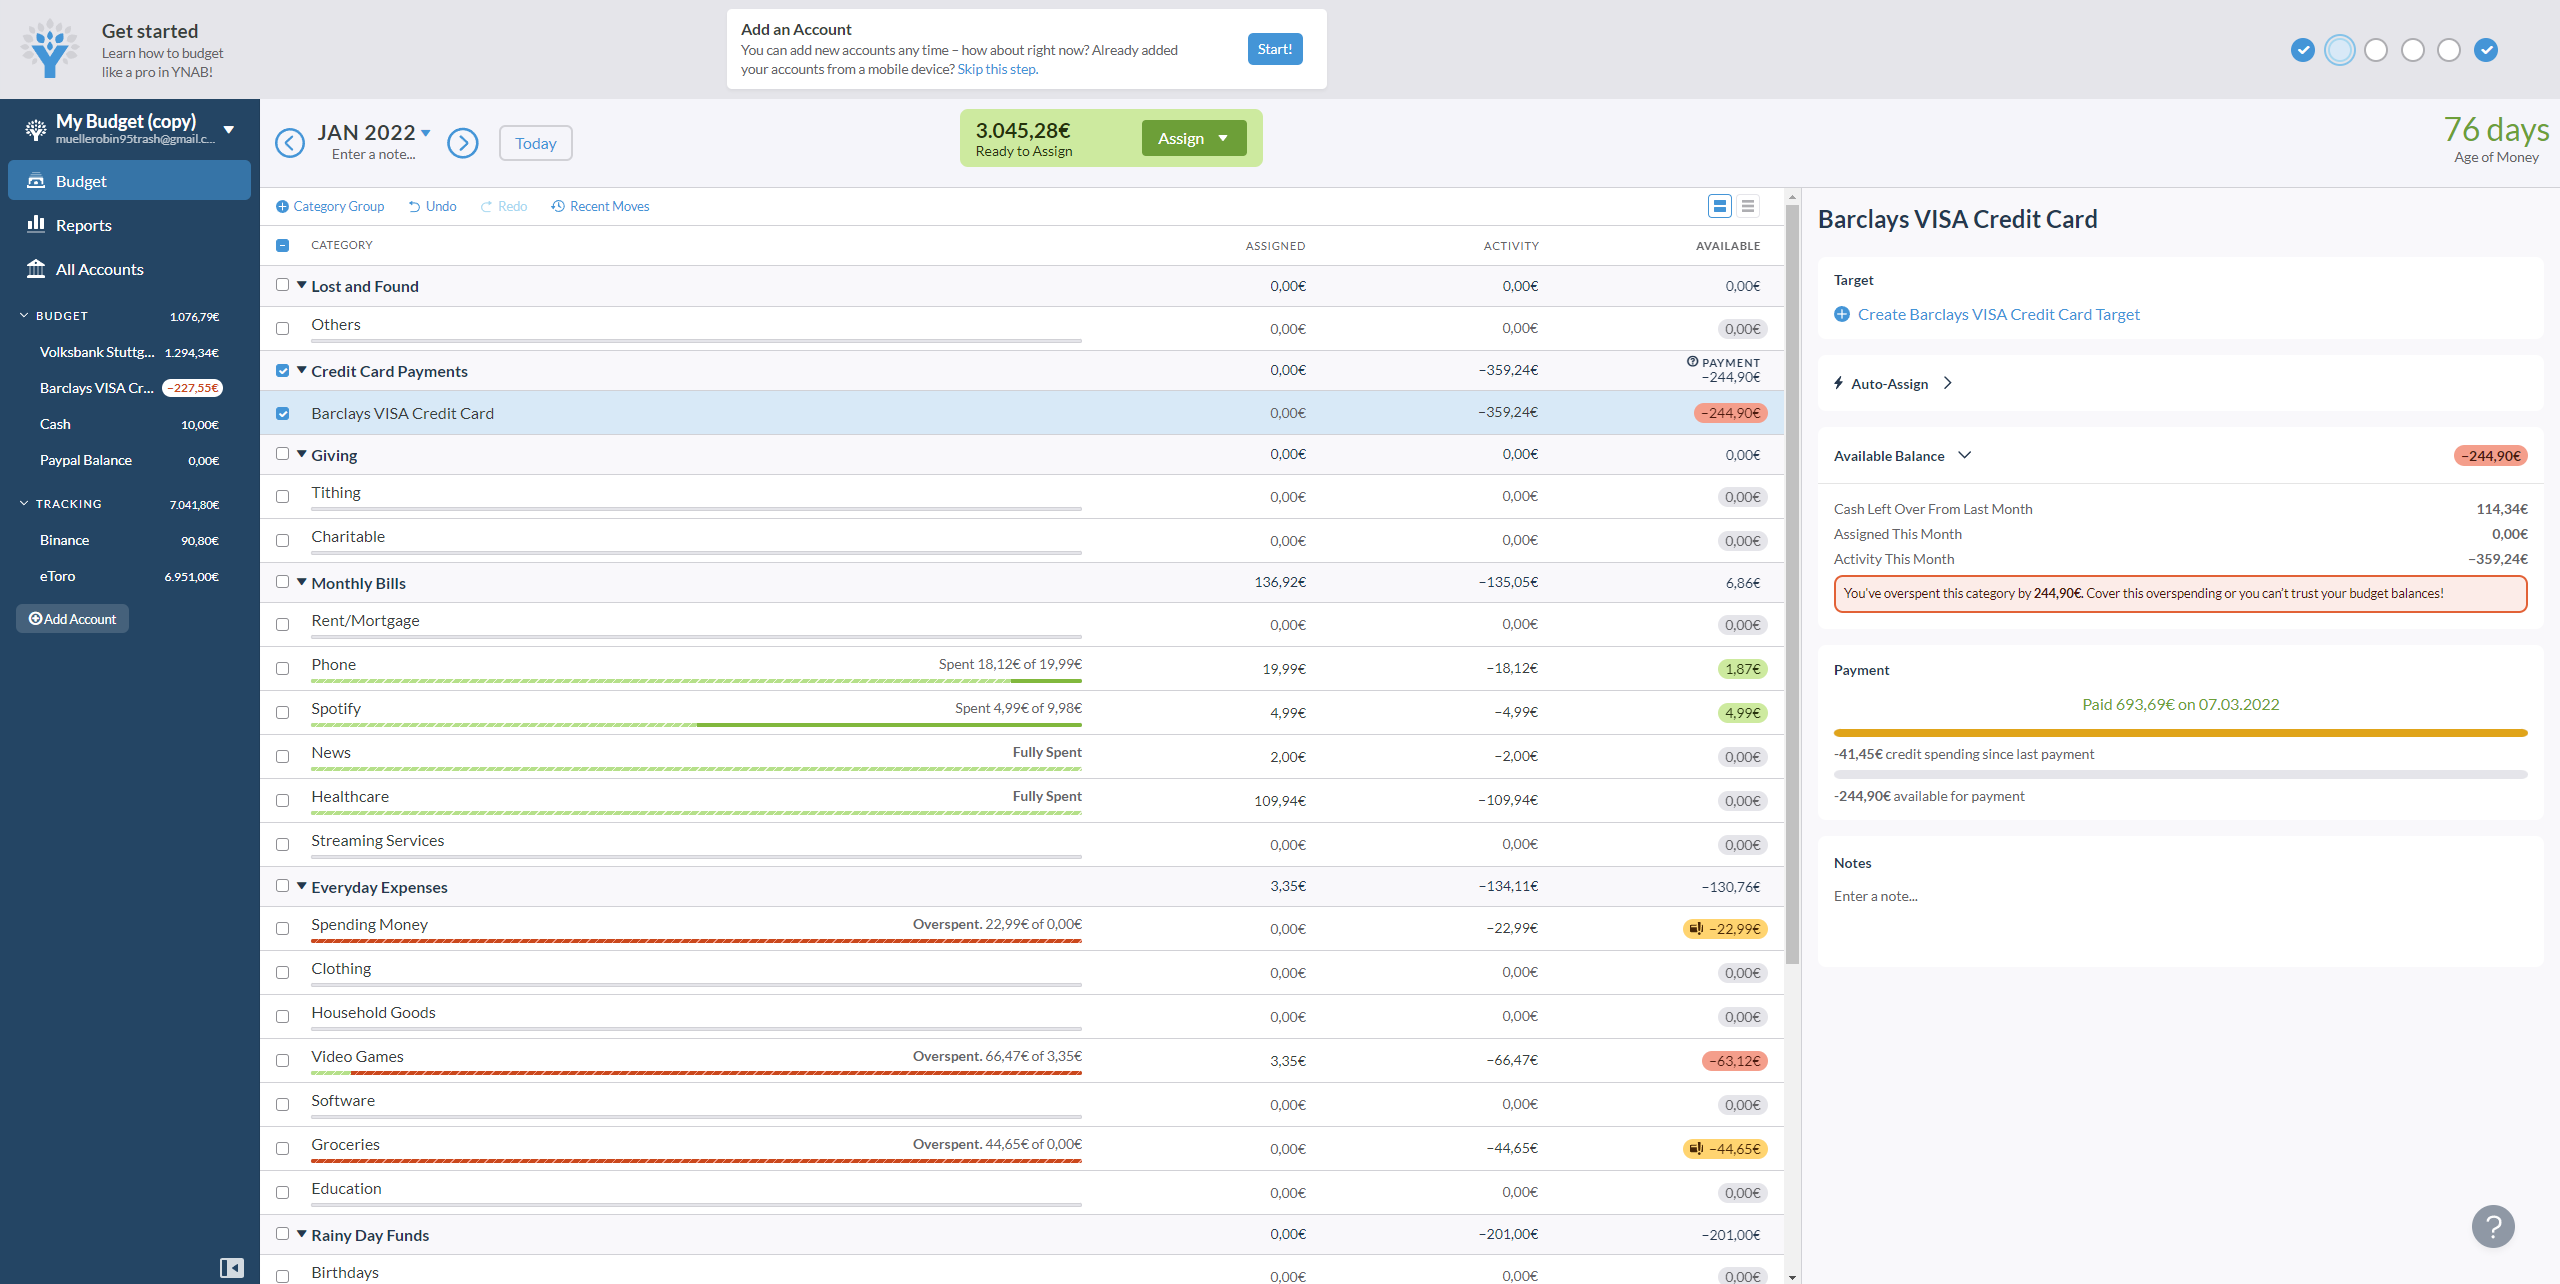 Get started
Learn how to budget
like a pro in YNAB!
Add an Account
You can add new accounts any time – how about right now? Already added
your accounts from a mobile device? Skip this step.
Start!
My Budget (copy)
muellerobin95trash@gmail.c...
Budget
Reports
All Accounts
BUDGET 1.076,79€
Volksbank Stuttg... 1.294,34€
Barclays VISA Cr... −227,55€
Cash 10,00€
Paypal Balance 0,00€
TRACKING 7.041,80€
Binance 90,80€
eToro 6.951,00€
Add Account
JAN 2022
Enter a note...
Today
3.045,28€
Ready to Assign
Assign
76 days
Age of Money
Category Group Undo Redo Recent Moves
CATEGORY ASSIGNED ACTIVITY AVAILABLE
Lost and Found 0,00€ 0,00€ 0,00€
Others 0,00€ 0,00€ 0,00€
Credit Card Payments 0,00€ −359,24€ PAYMENT −244,90€
Barclays VISA Credit Card 0,00€ −359,24€ −244,90€
Giving 0,00€ 0,00€ 0,00€
Tithing 0,00€ 0,00€ 0,00€
Charitable 0,00€ 0,00€ 0,00€
Monthly Bills 136,92€ −135,05€ 6,86€
Rent/Mortgage 0,00€ 0,00€ 0,00€
Phone Spent 18,12€ of 19,99€ 19,99€ −18,12€ 1,87€
Spotify Spent 4,99€ of 9,98€ 4,99€ −4,99€ 4,99€
News Fully Spent 2,00€ −2,00€ 0,00€
Healthcare Fully Spent 109,94€ −109,94€ 0,00€
Streaming Services 0,00€ 0,00€ 0,00€
Everyday Expenses 3,35€ −134,11€ −130,76€
Spending Money Overspent. 22,99€ of 0,00€ 0,00€ −22,99€ −22,99€
Clothing 0,00€ 0,00€ 0,00€
Household Goods 0,00€ 0,00€ 0,00€
Video Games Overspent. 66,47€ of 3,35€ 3,35€ −66,47€ −63,12€
Software 0,00€ 0,00€ 0,00€
Groceries Overspent. 44,65€ of 0,00€ 0,00€ −44,65€ −44,65€
Education 0,00€ 0,00€ 0,00€
Rainy Day Funds 0,00€ −201,00€ −201,00€
Birthdays 0,00€ 0,00€ 0,00€
Barclays VISA Credit Card
Target
Create Barclays VISA Credit Card Target
Auto-Assign
Available Balance −244,90€
Cash Left Over From Last Month 114,34€
Assigned This Month 0,00€
Activity This Month −359,24€
You've overspent this category by 244,90€. Cover this overspending or you can't trust your budget balances!
Payment
Paid 693,69€ on 07.03.2022
-41,45€ credit spending since last payment
-244,90€ available for payment
Notes
Enter a note...
?